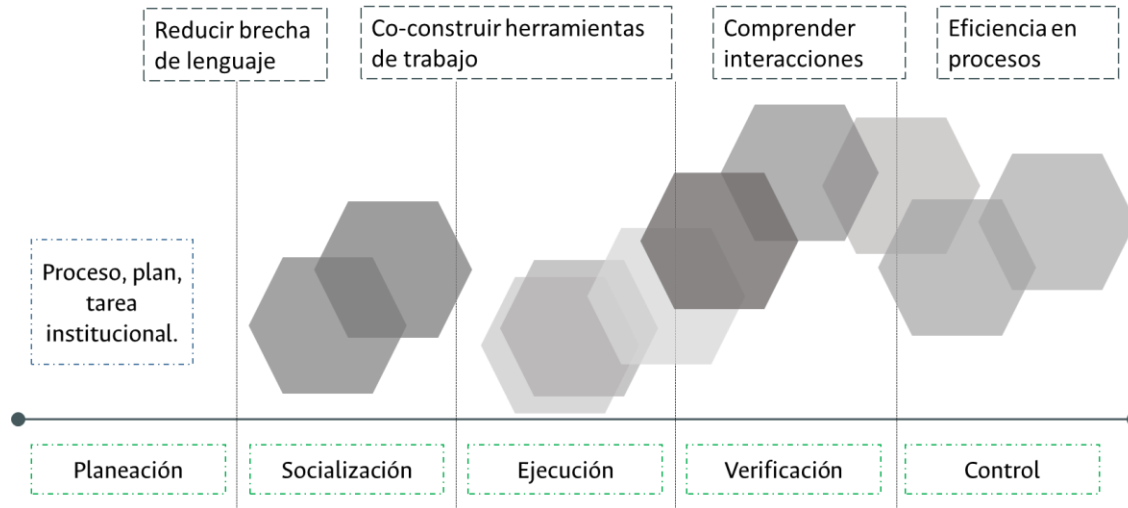 Reducir brecha
de lenguaje
Co-construir herramientas
de trabajo
Comprender
interacciones
Eficiencia en
procesos
Proceso, plan,
tarea
institucional.
Planeación
Socialización
Ejecución
Verificación
Control